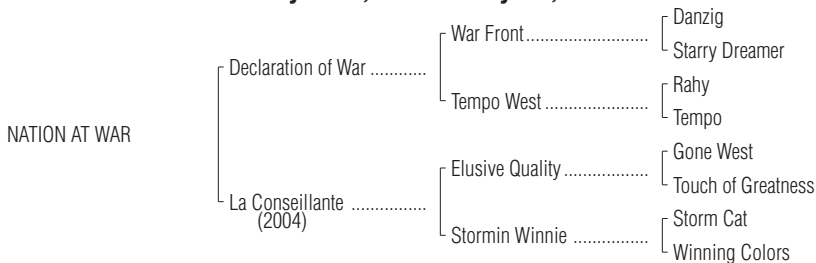 Danzig
War Front..........................
Starry Dreamer
Declaration of War ............
Rahy
Tempo West......................
Tempo
NATION AT WAR
Gone West
Elusive Quality..................
Touch of Greatness
La Conseillante ................
(2004)
Storm Cat
Stormin Winnie ................
Winning Colors